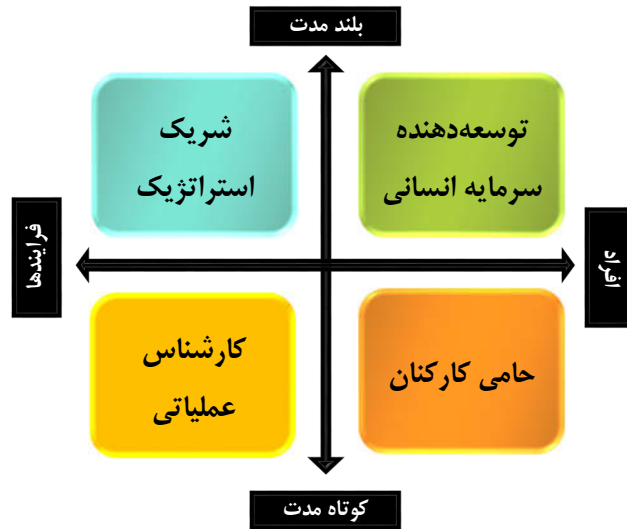 بلند مدت
توسعه‌دهنده
سرمایه انسانی
شریک
استراتژیک
افراد
فرایندها
حامی کارکنان
کارشناس
عملیاتی
کوتاه مدت